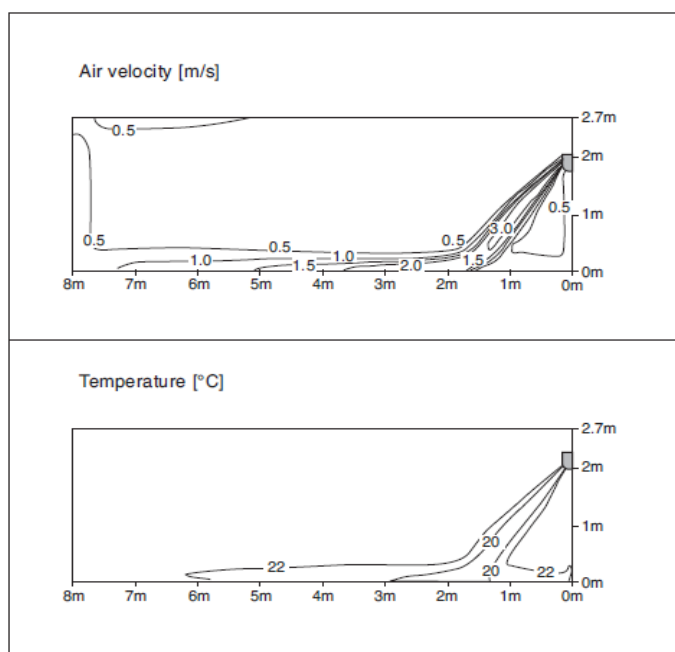 Air velocity [m/s]
2.7m
0.5
2m
0.5
1m
3.0
0.5 0.5 0.5
1.0 1.0 1.5
1.5 2.0
0m
8m 7m 6m 5m 4m 3m 2m 1m 0m
Temperature [°C]
2.7m
2m
1m
20
22 20 22
0m
8m 7m 6m 5m 4m 3m 2m 1m 0m